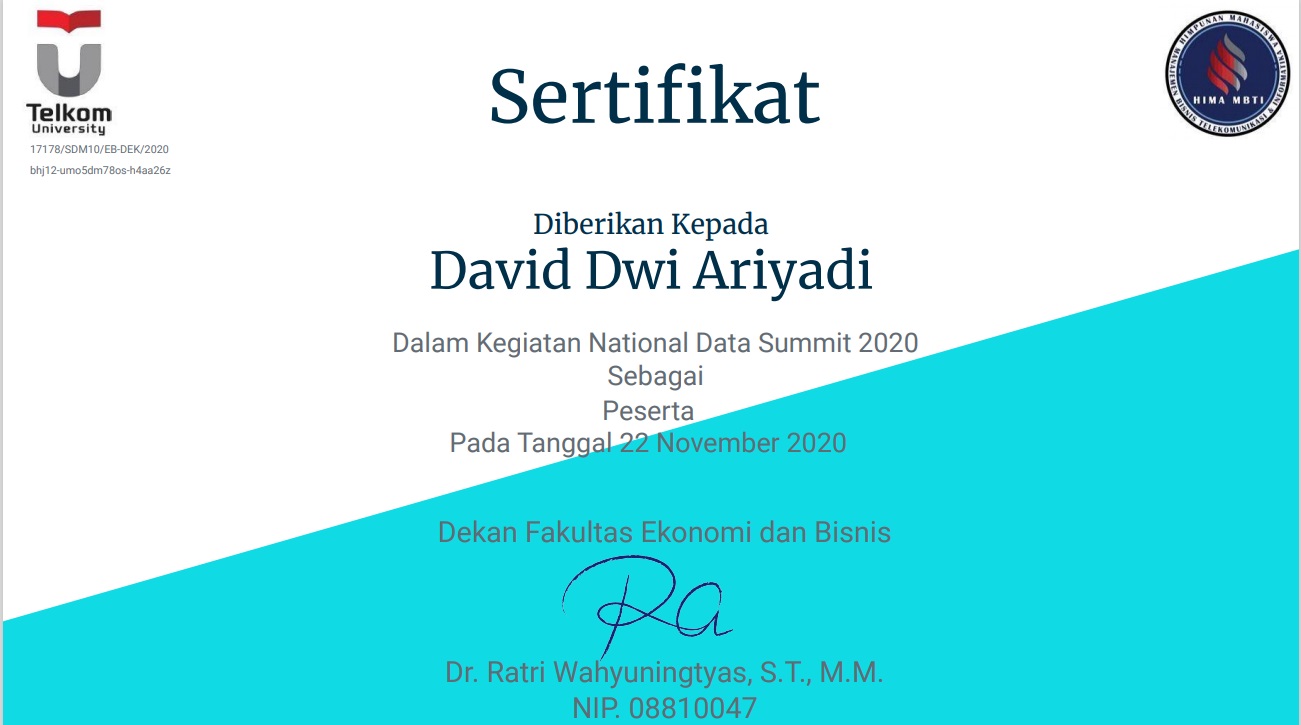 Telkom
University
17178/SDM10/EB-DEK/2020
bhj12-umo5dm78os-h4aa26z
HIMPUNAN MAHASISWA
MANAJEMEN BISNIS TELEKOMUNIKASI & INFORMATIKA
HIMA MBTI
Sertifikat
Diberikan Kepada
David Dwi Ariyadi
Dalam Kegiatan National Data Summit 2020
Sebagai
Peserta
Pada Tanggal 22 November 2020
Dekan Fakultas Ekonomi dan Bisnis
Ra
Dr. Ratri Wahyuningtyas, S.T., M.M.
NIP. 08810047